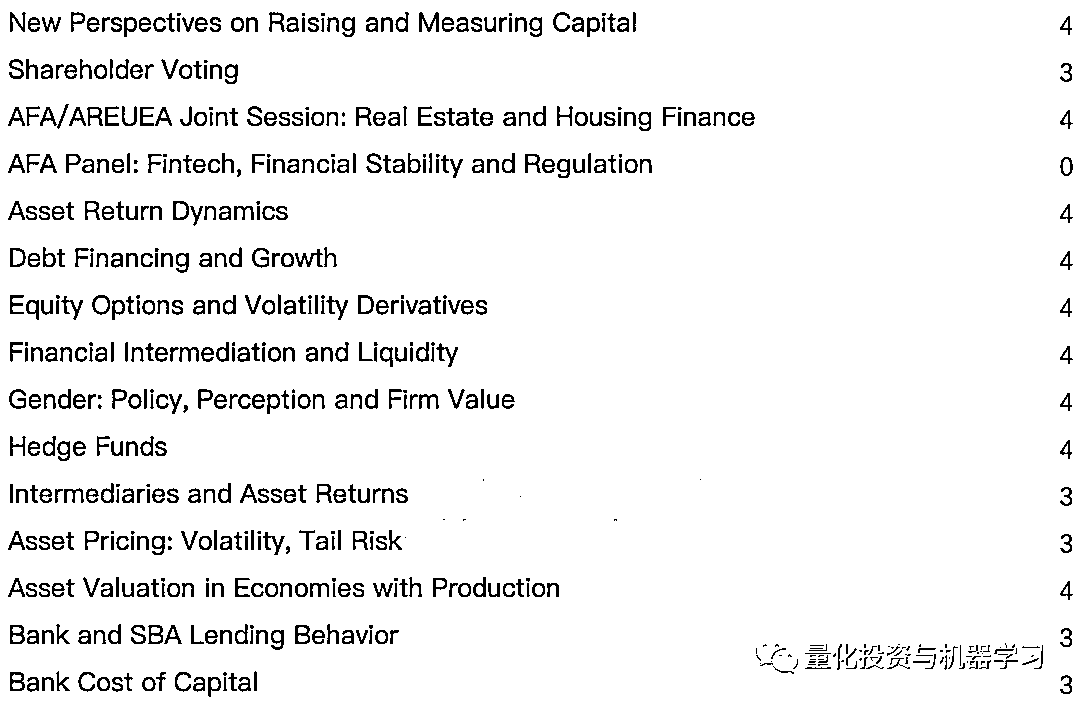 New Perspectives on Raising and Measuring Capital 4
Shareholder Voting 3
AFA/AREUEA Joint Session: Real Estate and Housing Finance 4
AFA Panel: Fintech, Financial Stability and Regulation 0
Asset Return Dynamics 4
Debt Financing and Growth 4
Equity Options and Volatility Derivatives 4
Financial Intermediation and Liquidity 4
Gender: Policy, Perception and Firm Value 4
Hedge Funds 4
Intermediaries and Asset Returns 3
Asset Pricing: Volatility, Tail Risk 3
Asset Valuation in Economies with Production 4
Bank and SBA Lending Behavior 3
量化投资与机器学习
Bank Cost of Capital 3